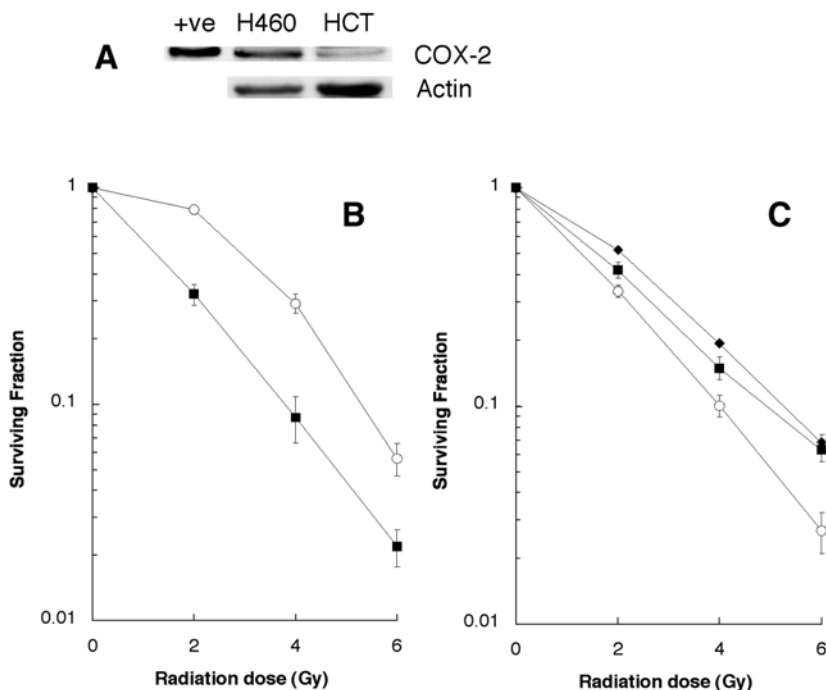 +ve H460 HCT
A
COX-2
Actin
B
1
0.1
0.01
Surviving Fraction
0 2 4 6
Radiation dose (Gy)
C
1
0.1
0.01
Surviving Fraction
0 2 4 6
Radiation dose (Gy)